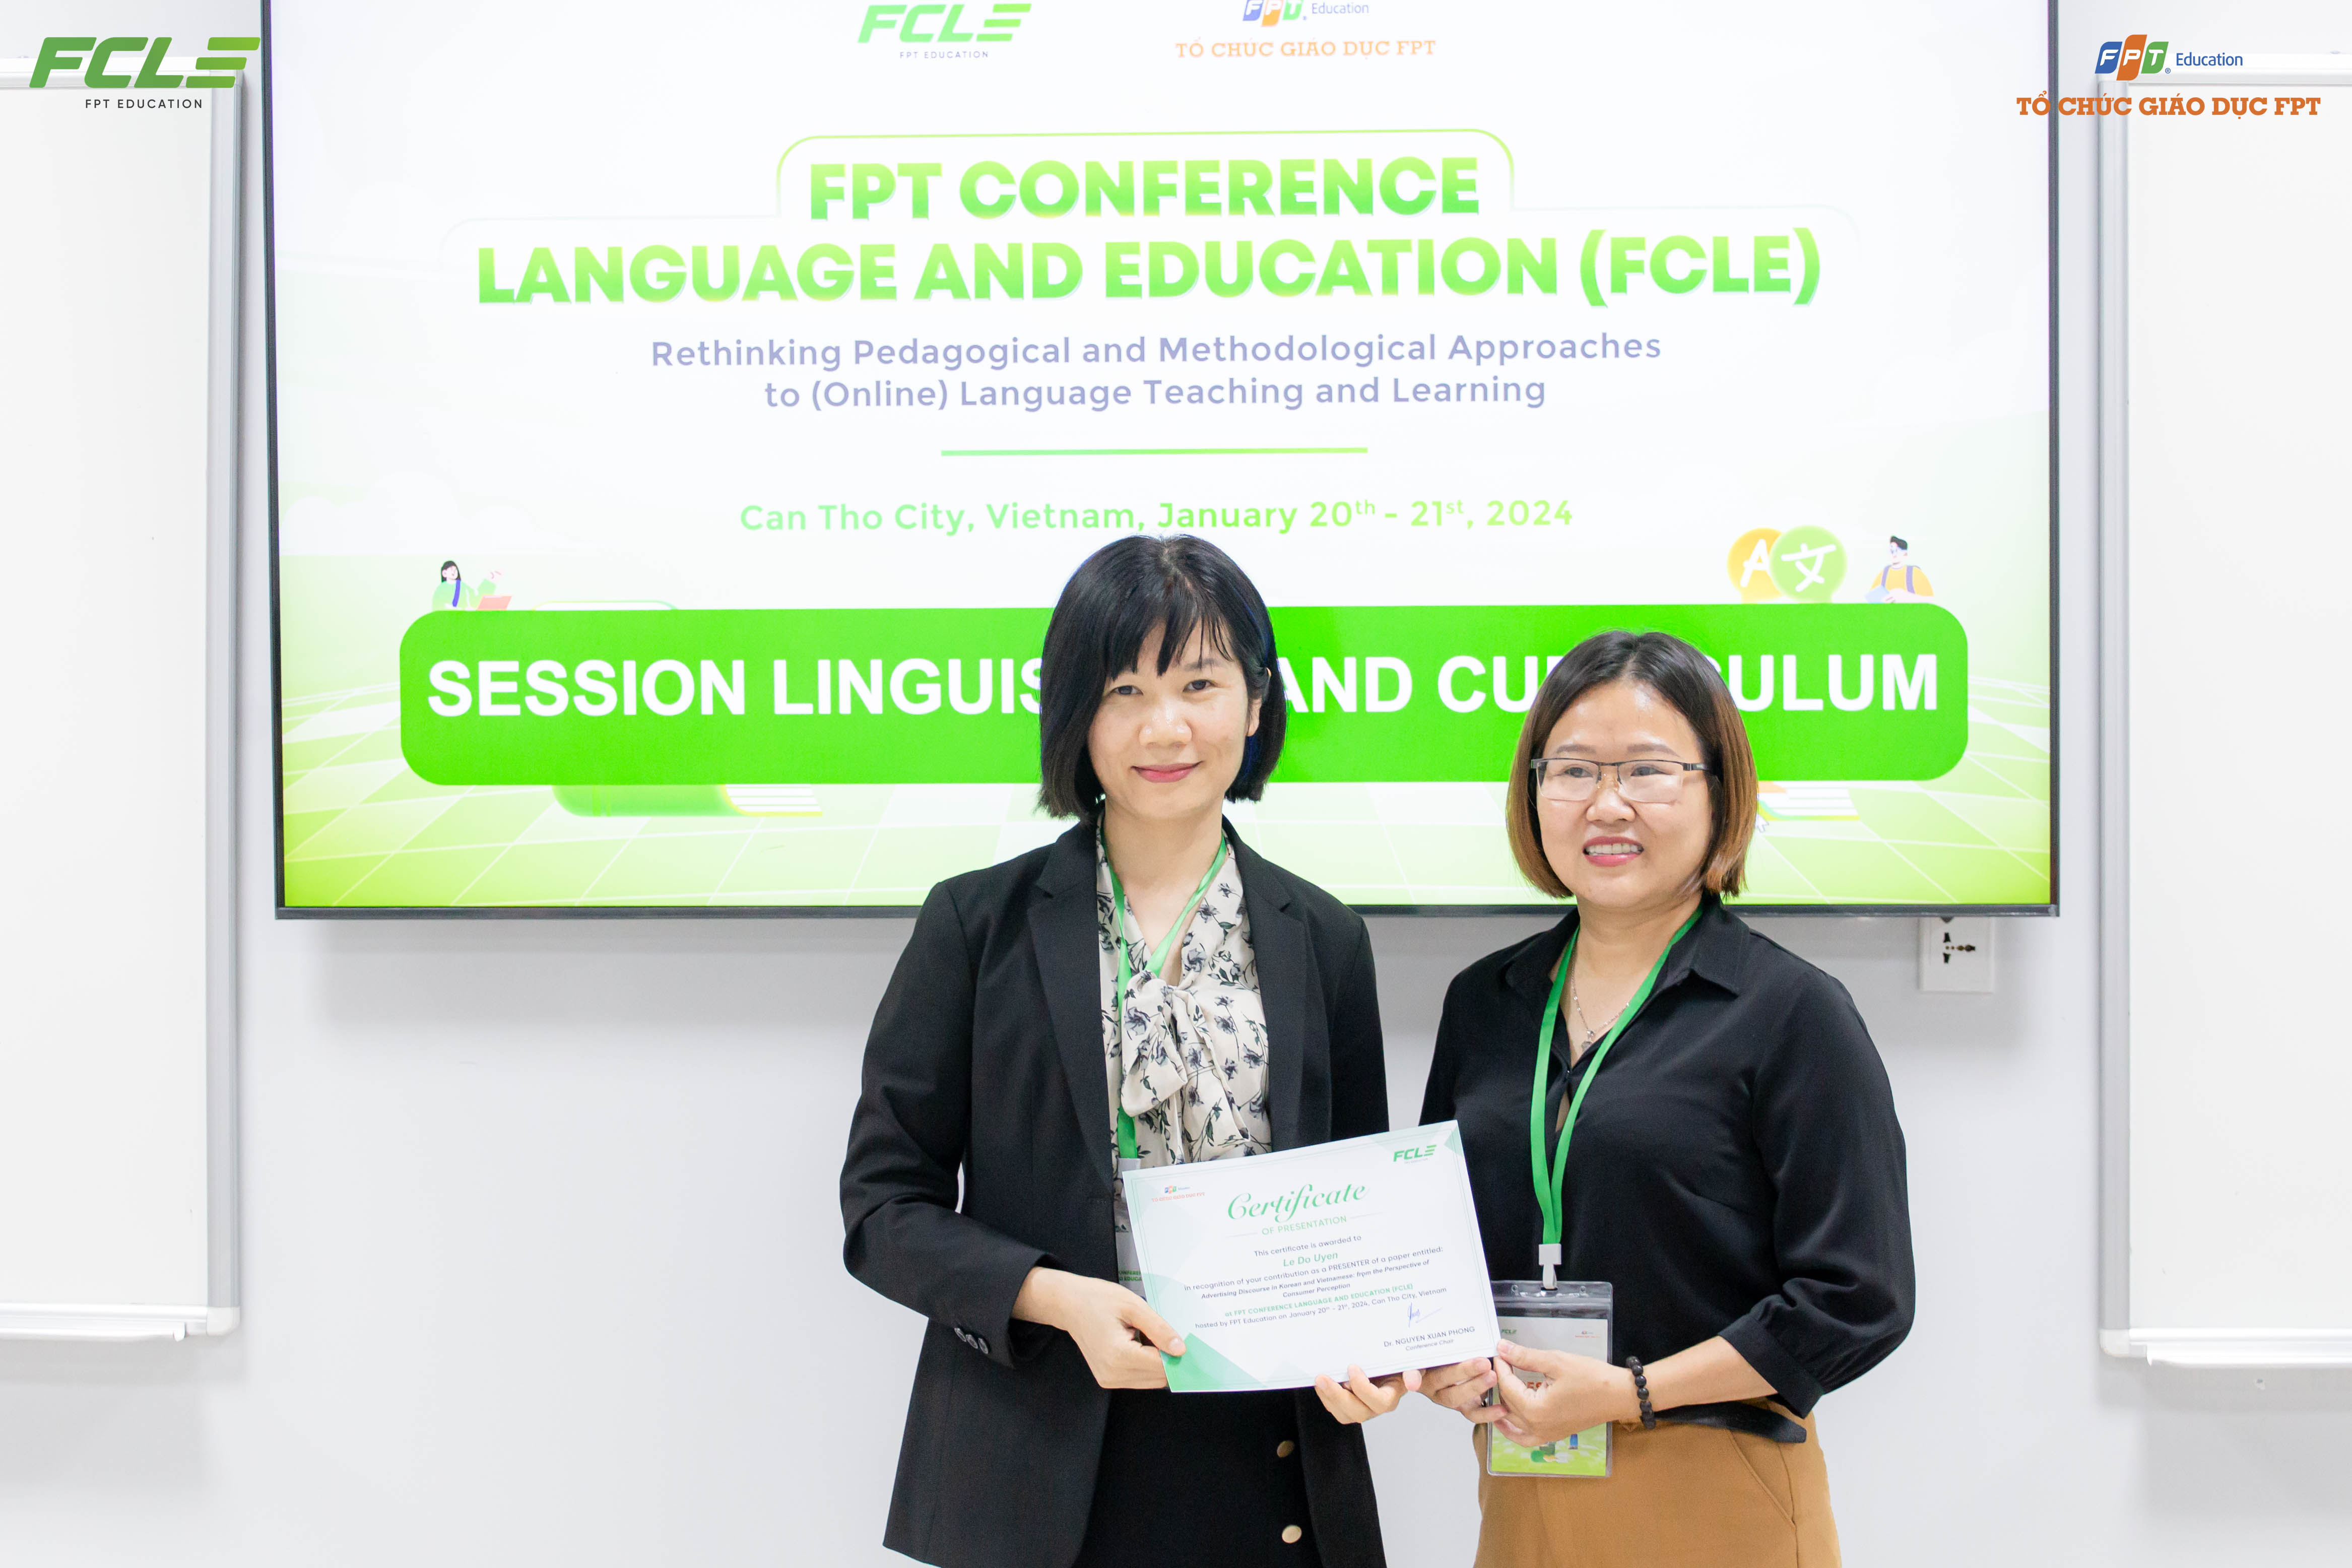 FCLE
FPT EDUCATION
FPT Education
TỔ CHỨC GIÁO DỤC FPT
FCLE
FPT EDUCATION
FPT Education
TỔ CHỨC GIÁO DỤC FPT
FPT CONFERENCE
LANGUAGE AND EDUCATION (FCLE)
Rethinking Pedagogical and Methodological Approaches
to (Online) Language Teaching and Learning
Can Tho City, Vietnam, January 20th - 21st, 2024
A 文
SESSION LINGUIS AND CU ULUM
FCLE
FPT Education
Certificate
OF PRESENTATION
This certificate is awarded to
Le Do Uyen
in recognition of your contribution as a PRESENTER of a paper entitled:
Advertising Discourse in Korean and Vietnamese: from the Perspective of
Consumer Perception
at FPT CONFERENCE LANGUAGE AND EDUCATION (FCLE)
hosted by FPT Education on January 20th - 21st, 2024, Can Tho City, Vietnam
Dr. NGUYEN XUAN PHONG
Conference Chair
FCLE